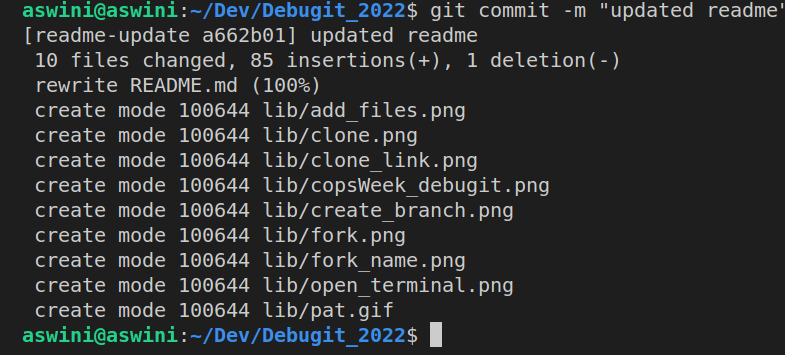 aswini@aswini:~/Dev/Debugit_2022$ git commit -m "updated readme"
[readme-update a662b01] updated readme
 10 files changed, 85 insertions(+), 1 deletion(-)
 rewrite README.md (100%)
 create mode 100644 lib/add_files.png
 create mode 100644 lib/clone.png
 create mode 100644 lib/clone_link.png
 create mode 100644 lib/copsWeek_debugit.png
 create mode 100644 lib/create_branch.png
 create mode 100644 lib/fork.png
 create mode 100644 lib/fork_name.png
 create mode 100644 lib/open_terminal.png
 create mode 100644 lib/pat.gif
aswini@aswini:~/Dev/Debugit_2022$